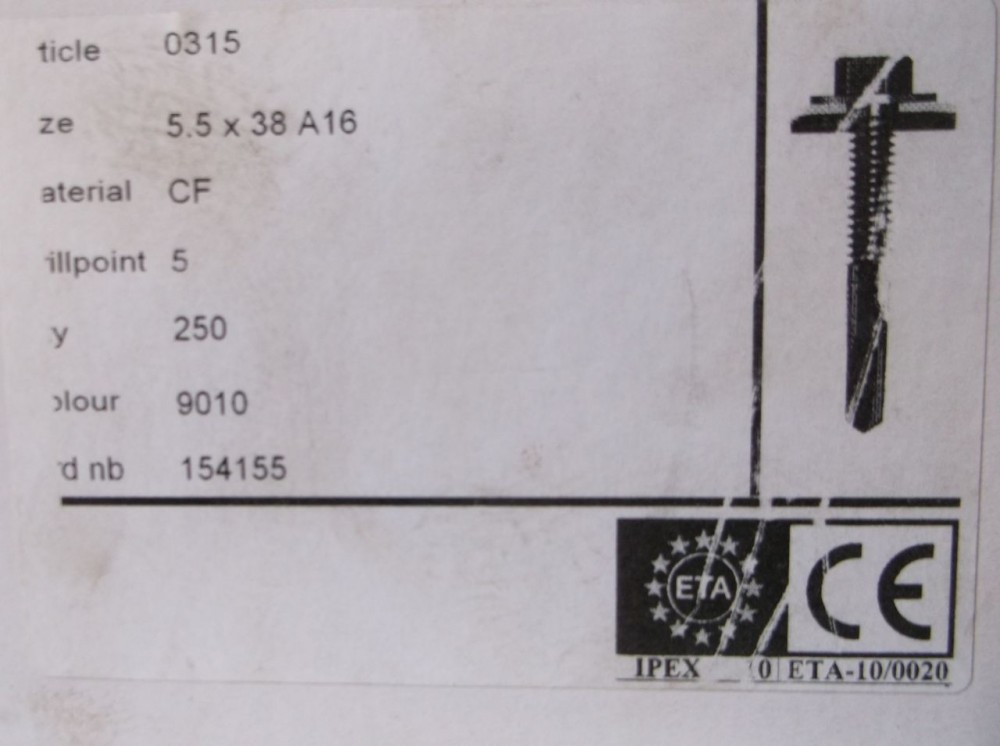 ticle 0315
ze 5.5 x 38 A16
aterial CF
illpoint 5
y 250
olour 9010
rd nb 154155
ETA CE
IPEX 0 ETA-10/0020